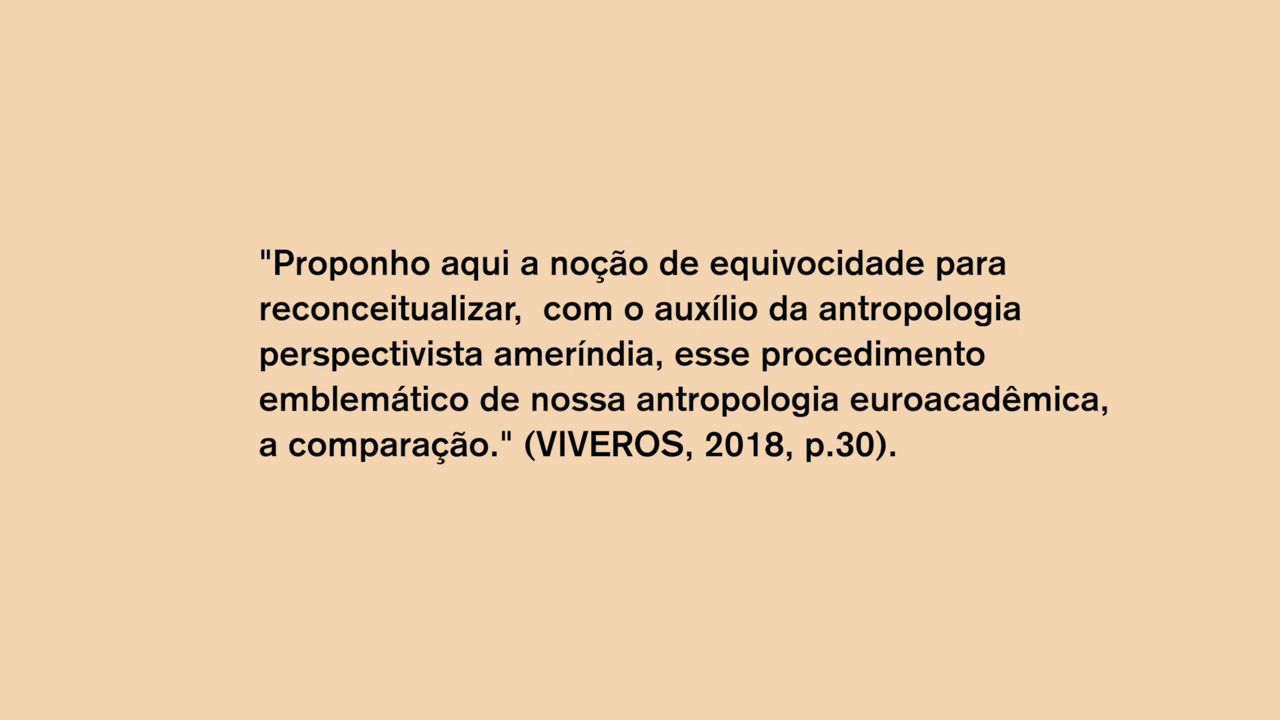 "Proponho aqui a noção de equivocidade para
reconceitualizar,  com o auxílio da antropologia
perspectivista ameríndia, esse procedimento
emblemático de nossa antropologia euroacadêmica,
a comparação." (VIVEROS, 2018, p.30).